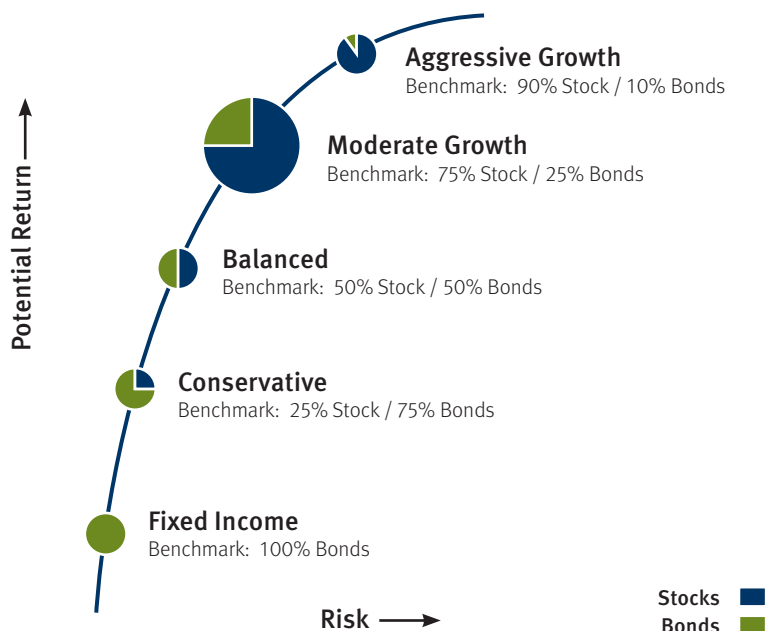 Aggressive Growth
Benchmark: 90% Stock / 10% Bonds
Moderate Growth
Benchmark: 75% Stock / 25% Bonds
Potential Return
Balanced
Benchmark: 50% Stock / 50% Bonds
Conservative
Benchmark: 25% Stock / 75% Bonds
Fixed Income
Benchmark: 100% Bonds
Risk
Stocks
Bonds